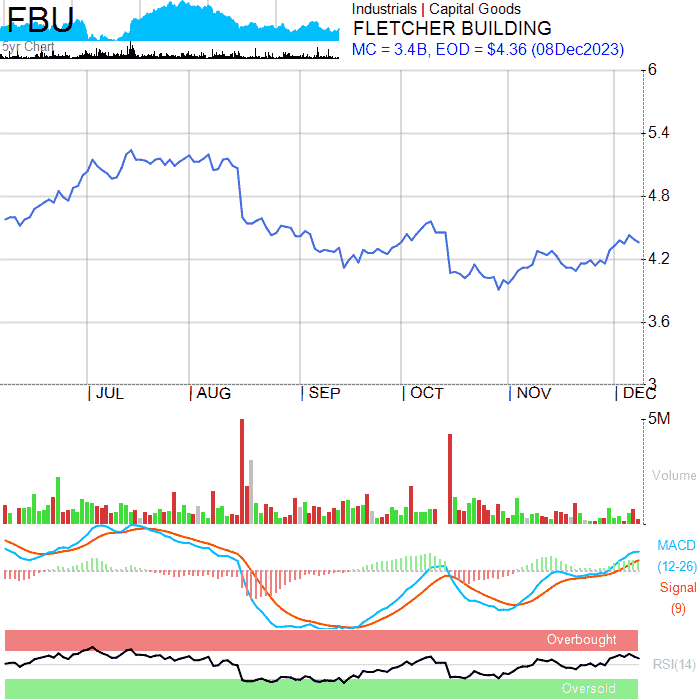 FBU
5yr Chart
Industrials | Capital Goods
FLETCHER BUILDING
MC = 3.4B, EOD = $4.36 (08Dec2023)
6
5.4
4.8
4.2
3.6
3
| JUL | AUG | SEP | OCT | NOV | DEC
5M
Volume
MACD
(12-26)
Signal
(9)
Overbought
RSI(14)
Oversold